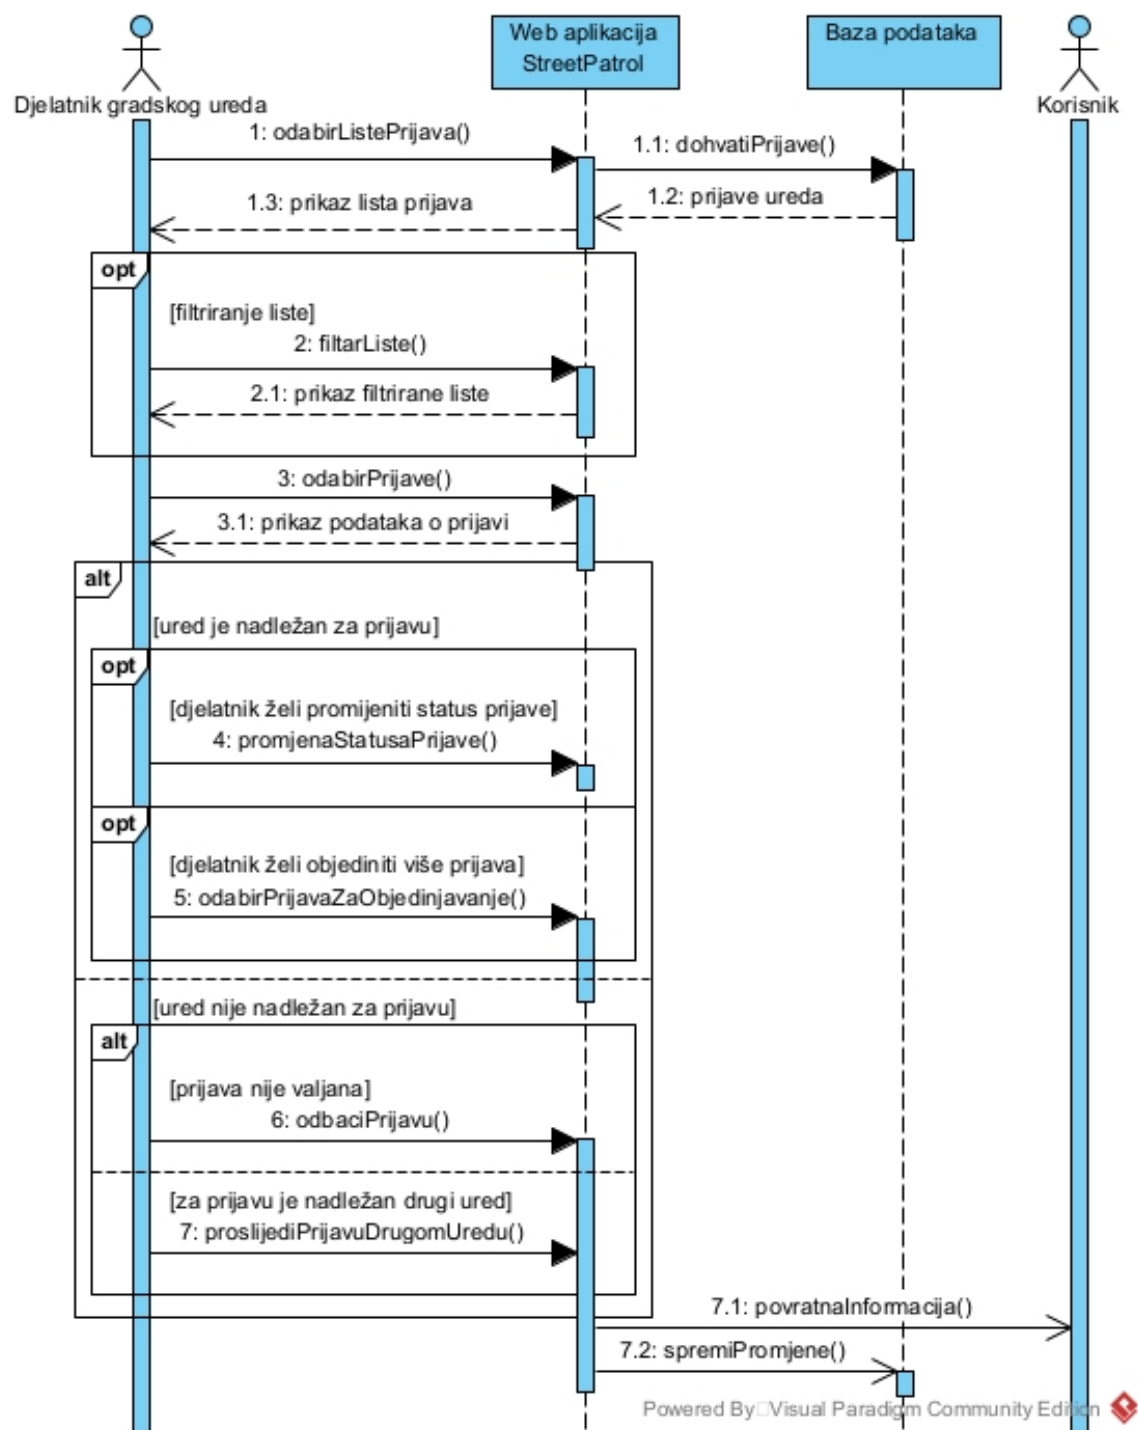 Web aplikacija
StreetPatrol
Baza podataka
Djelatnik gradskog ureda
Korisnik
1: odabirListePrijava()
1.1: dohvatiPrijave()
1.2: prijave ureda
1.3: prikaz lista prijava
opt
[filtriranje liste]
2: filtarListe()
2.1: prikaz filtrirane liste
3: odabirPrijave()
3.1: prikaz podataka o prijavi
alt
[ured je nadležan za prijavu]
opt
[djelatnik želi promijeniti status prijave]
4: promjenaStatusaPrijave()
opt
[djelatnik želi objediniti više prijava]
5: odabirPrijavaZaObjedinjavanje()
[ured nije nadležan za prijavu]
alt
[prijava nije valjana]
6: odbaciPrijavu()
[za prijavu je nadležan drugi ured]
7: proslijediPrijavuDrugomUredu()
7.1: povratnaInformacija()
7.2: spremiPromjene()
Powered By Visual Paradigm Community Edition